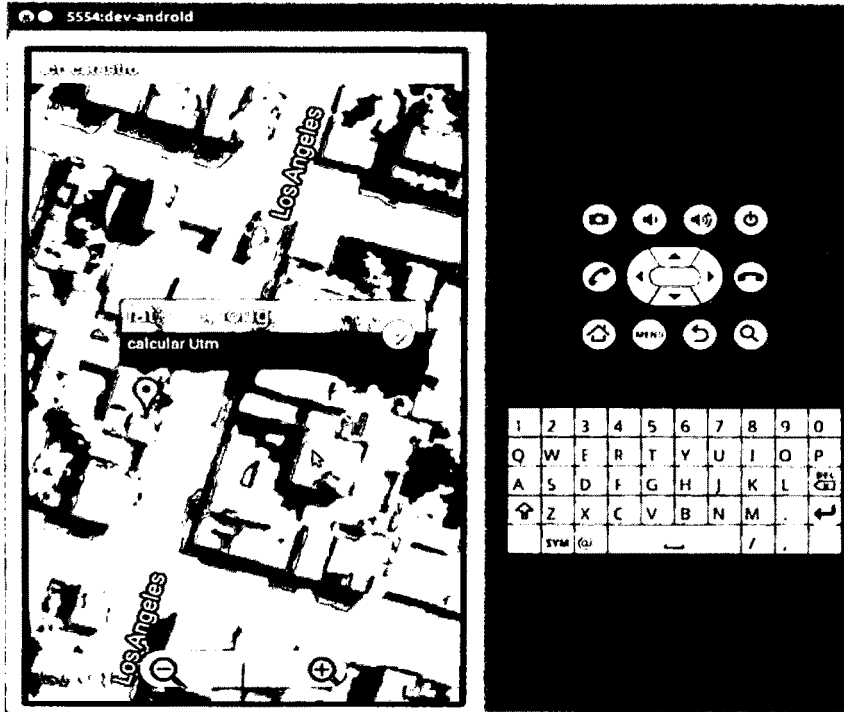 5554:dev-android
Los Angeles
calcular Utm
Los Angeles
MENU
1 2 3 4 5 6 7 8 9 0
Q W E R T Y U I O P
A S D F G H J K L DEL
Z X C V B N M .
SYM @ / ,